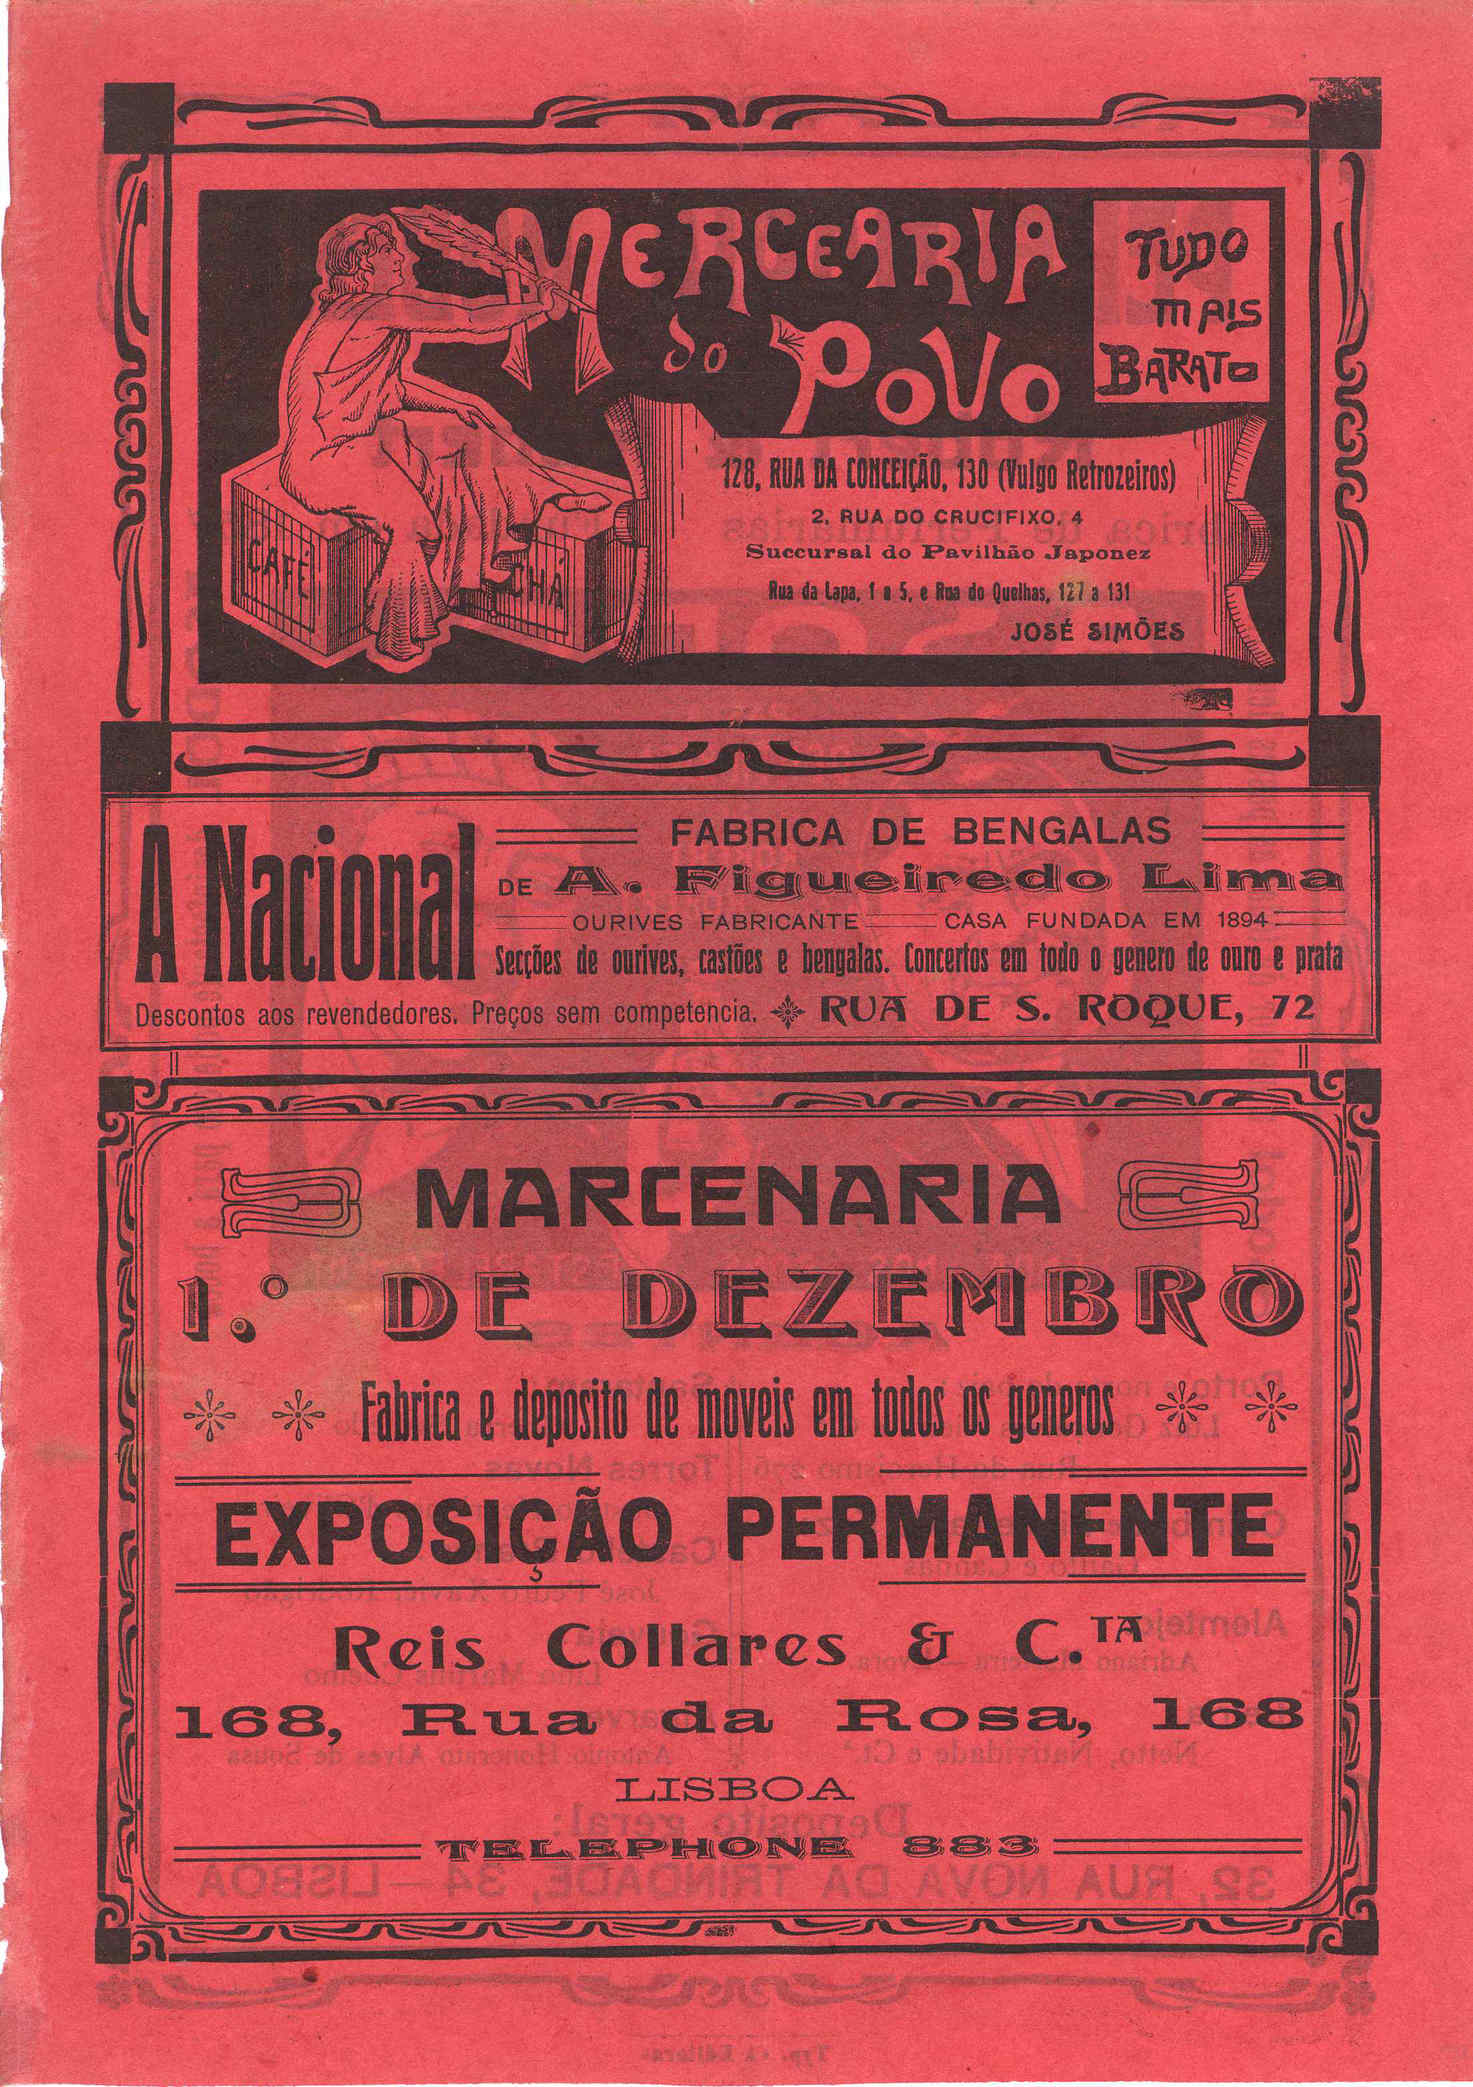 MERCEARIA
do POVO
TUDO
MAIS
BARATO
CAFÉ
CHÁ
128, RUA DA CONCEIÇÃO, 130 (Vulgo Retrozeiros)
2, RUA DO CRUCIFIXO, 4
Succursal do Pavilhão Japonez
Rua da Lapa, 1 a 5, e Rua do Quelhas, 127 a 131
JOSÉ SIMÕES
A Nacional
FABRICA DE BENGALAS
DE A. Figueiredo Lima
OURIVES FABRICANTE CASA FUNDADA EM 1894
Secções de ourives, castões e bengalas. Concertos em todo o genero de ouro e prata
Descontos aos revendedores. Preços sem competencia. RUA DE S. ROQUE, 72
MARCENARIA
1.º DE DEZEMBRO
Fabrica e deposito de moveis em todos os generos
EXPOSIÇÃO PERMANENTE
Reis Collares & C.TA
168, Rua da Rosa, 168
LISBOA
TELEPHONE 883